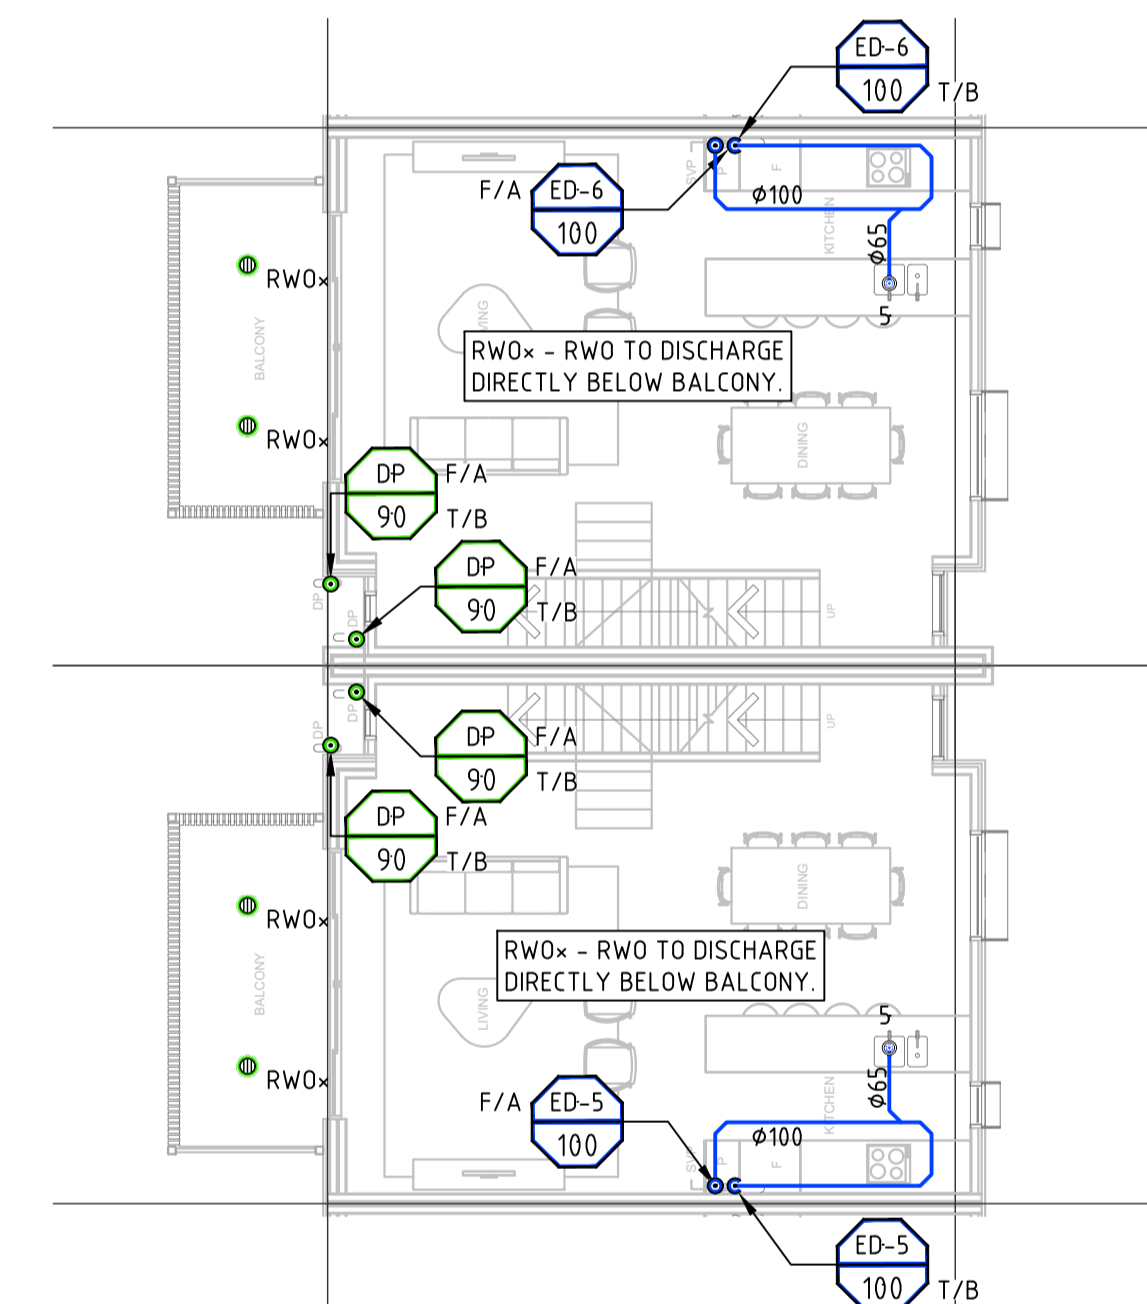 ED-6
100
T/B
F/A
ED-6
100
SVP
P
F
Ø100
KITCHEN
Ø65
5
RWO×
BALCONY
RWO× - RWO TO DISCHARGE
DIRECTLY BELOW BALCONY.
RWO×
DINING
DP
90
F/A
T/B
DP
90
F/A
T/B
DP
DP
UP
DP
DP
UP
DP
90
F/A
T/B
DP
90
F/A
T/B
DINING
RWO×
RWO× - RWO TO DISCHARGE
DIRECTLY BELOW BALCONY.
BALCONY
LIVING
5
RWO×
Ø65
KITCHEN
F/A
ED-5
100
Ø100
P
F
ED-5
100
T/B